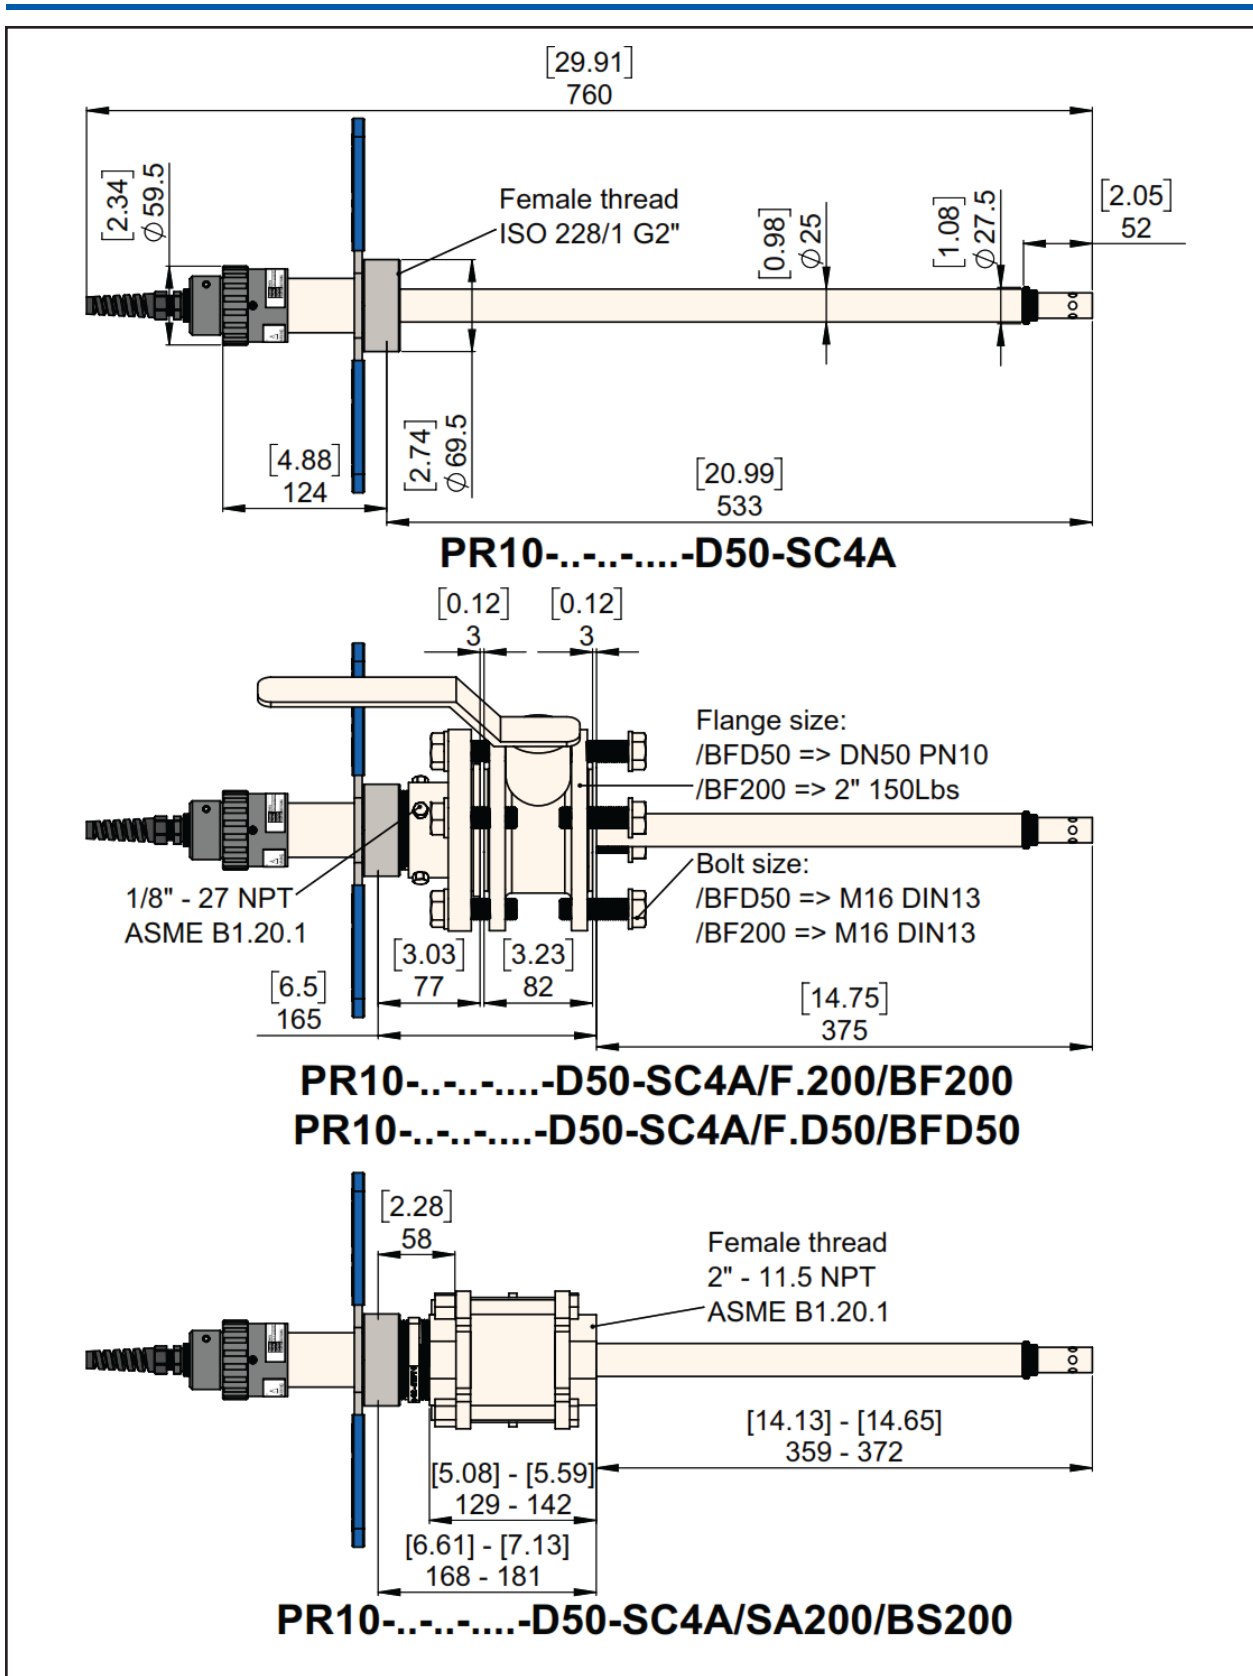 [29.91]
760
[2.34]
∅59.5
Female thread
ISO 228/1 G2"
[0.98]
∅25
[1.08]
∅27.5
[2.05]
52
[4.88]
124
[2.74]
∅69.5
[20.99]
533
PR10-..-..-....-D50-SC4A
[0.12]
3
[0.12]
3
Flange size:
/BFD50 => DN50 PN10
/BF200 => 2" 150Lbs
1/8" - 27 NPT
ASME B1.20.1
Bolt size:
/BFD50 => M16 DIN13
/BF200 => M16 DIN13
[3.03]
77
[3.23]
82
[6.5]
165
[14.75]
375
PR10-..-..-....-D50-SC4A/F.200/BF200
PR10-..-..-....-D50-SC4A/F.D50/BFD50
[2.28]
58
Female thread
2" - 11.5 NPT
ASME B1.20.1
[14.13] - [14.65]
359 - 372
[5.08] - [5.59]
129 - 142
[6.61] - [7.13]
168 - 181
PR10-..-..-....-D50-SC4A/SA200/BS200